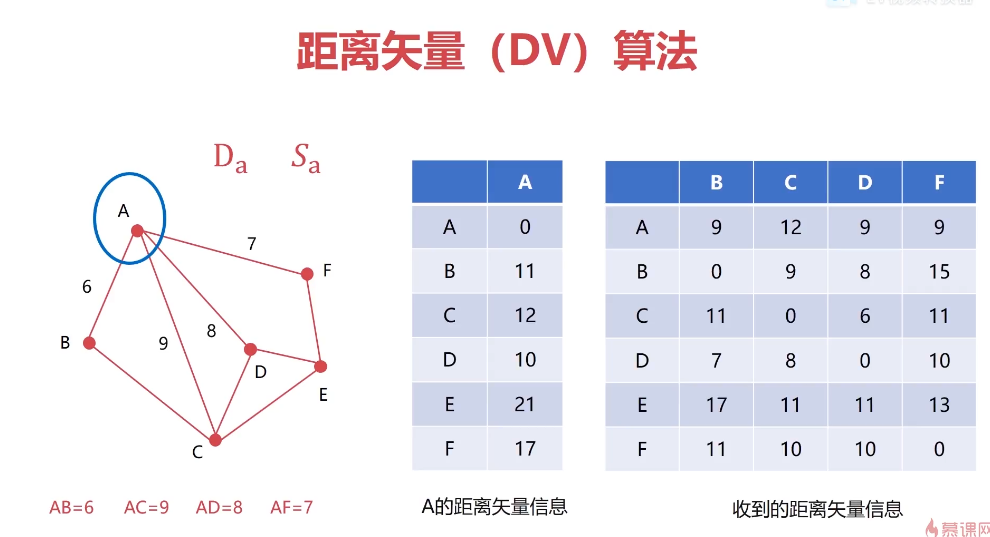 距离矢量（DV）算法
Da Sa
A
7
F
6
B
9
8
D
E
C
AB=6 AC=9 AD=8 AF=7
A
A 0
B 11
C 12
D 10
E 21
F 17
A的距离矢量信息
B C D F
A 9 12 9 9
B 0 9 8 15
C 11 0 6 11
D 7 8 0 10
E 17 11 11 13
F 11 10 10 0
收到的距离矢量信息
慕课网